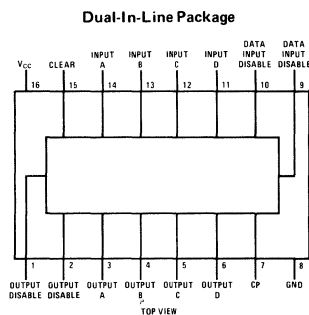 Dual-In-Line Package
DATA DATA
INPUT INPUT INPUT INPUT INPUT INPUT
VCC CLEAR A B C D DISABLE DISABLE
16 15 14 13 12 11 10 9
1 2 3 4 5 6 7 8
OUTPUT OUTPUT OUTPUT OUTPUT OUTPUT OUTPUT CP GND
DISABLE DISABLE A B C D
TOP VIEW